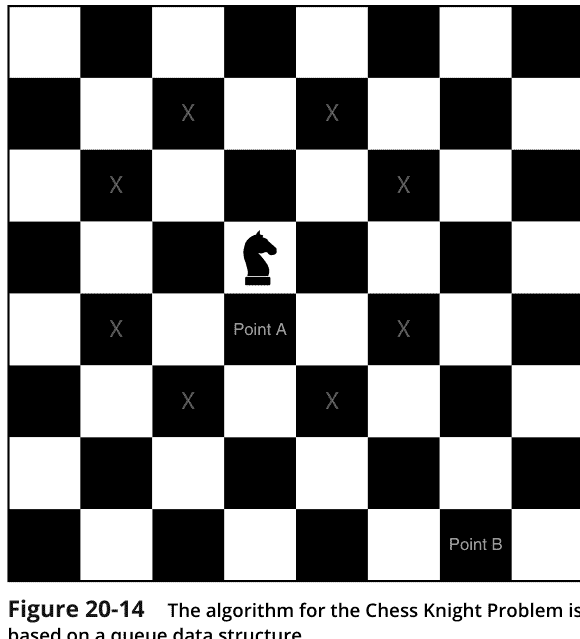 X X
X X
X Point A X
X X
Point B
Figure 20-14 The algorithm for the Chess Knight Problem is
based on a queue data structure